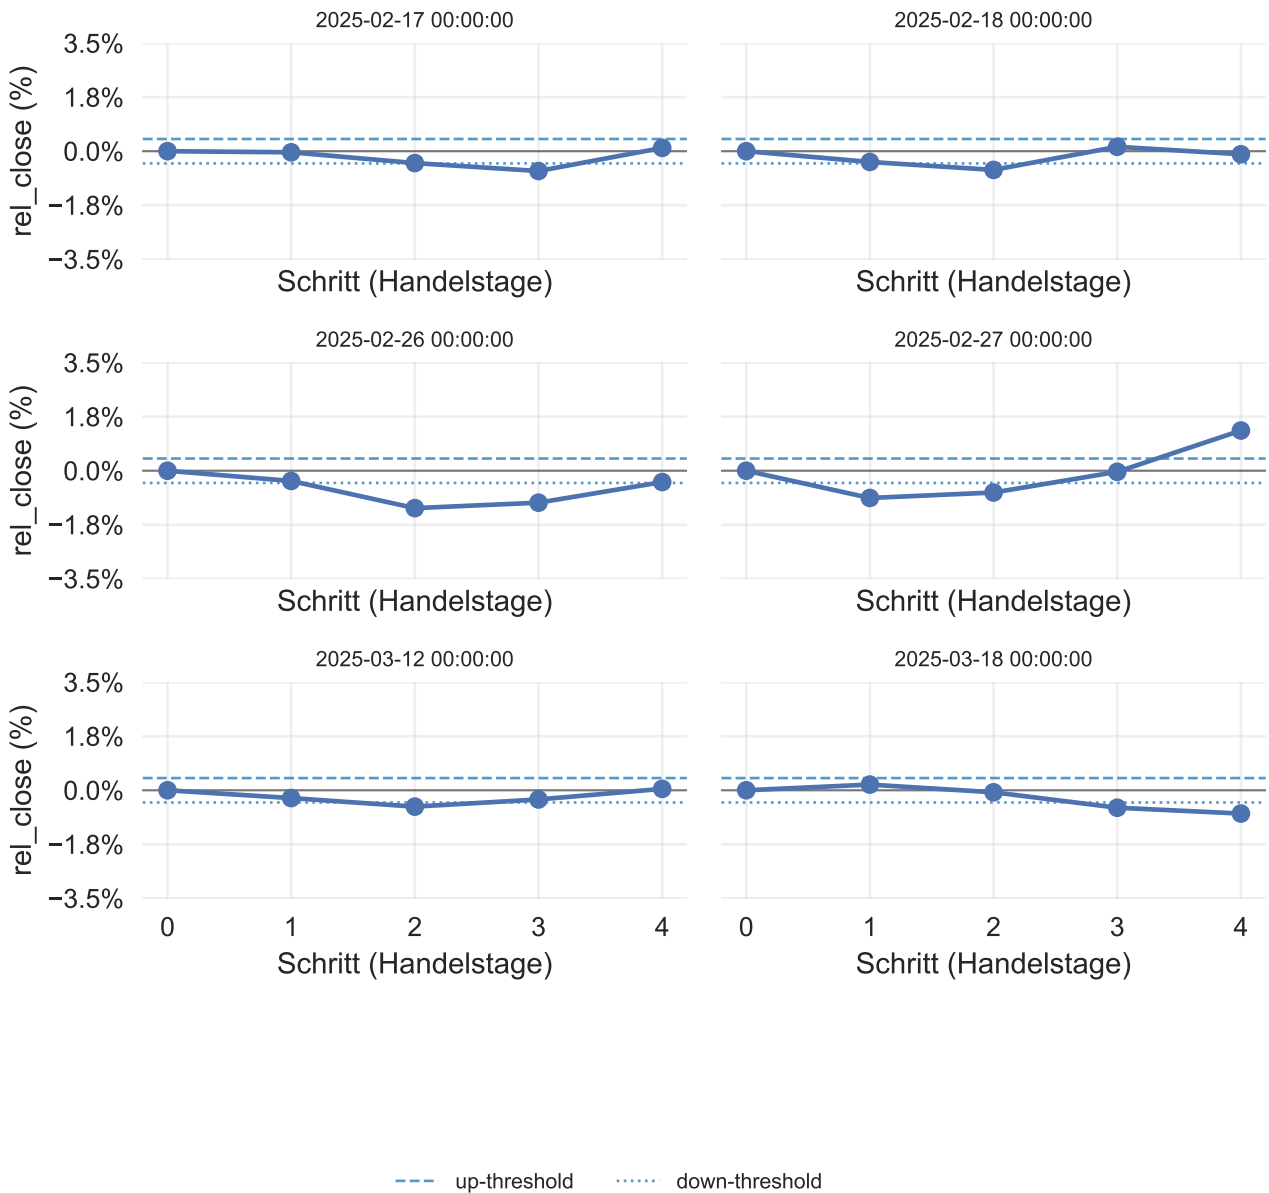 2025-02-17 00:00:00
2025-02-18 00:00:00
rel_close (%)
3.5%
1.8%
0.0%
−1.8%
−3.5%
Schritt (Handelstage)
Schritt (Handelstage)
2025-02-26 00:00:00
2025-02-27 00:00:00
rel_close (%)
3.5%
1.8%
0.0%
−1.8%
−3.5%
Schritt (Handelstage)
Schritt (Handelstage)
2025-03-12 00:00:00
2025-03-18 00:00:00
rel_close (%)
3.5%
1.8%
0.0%
−1.8%
−3.5%
0 1 2 3 4
0 1 2 3 4
Schritt (Handelstage)
Schritt (Handelstage)
up-threshold
down-threshold